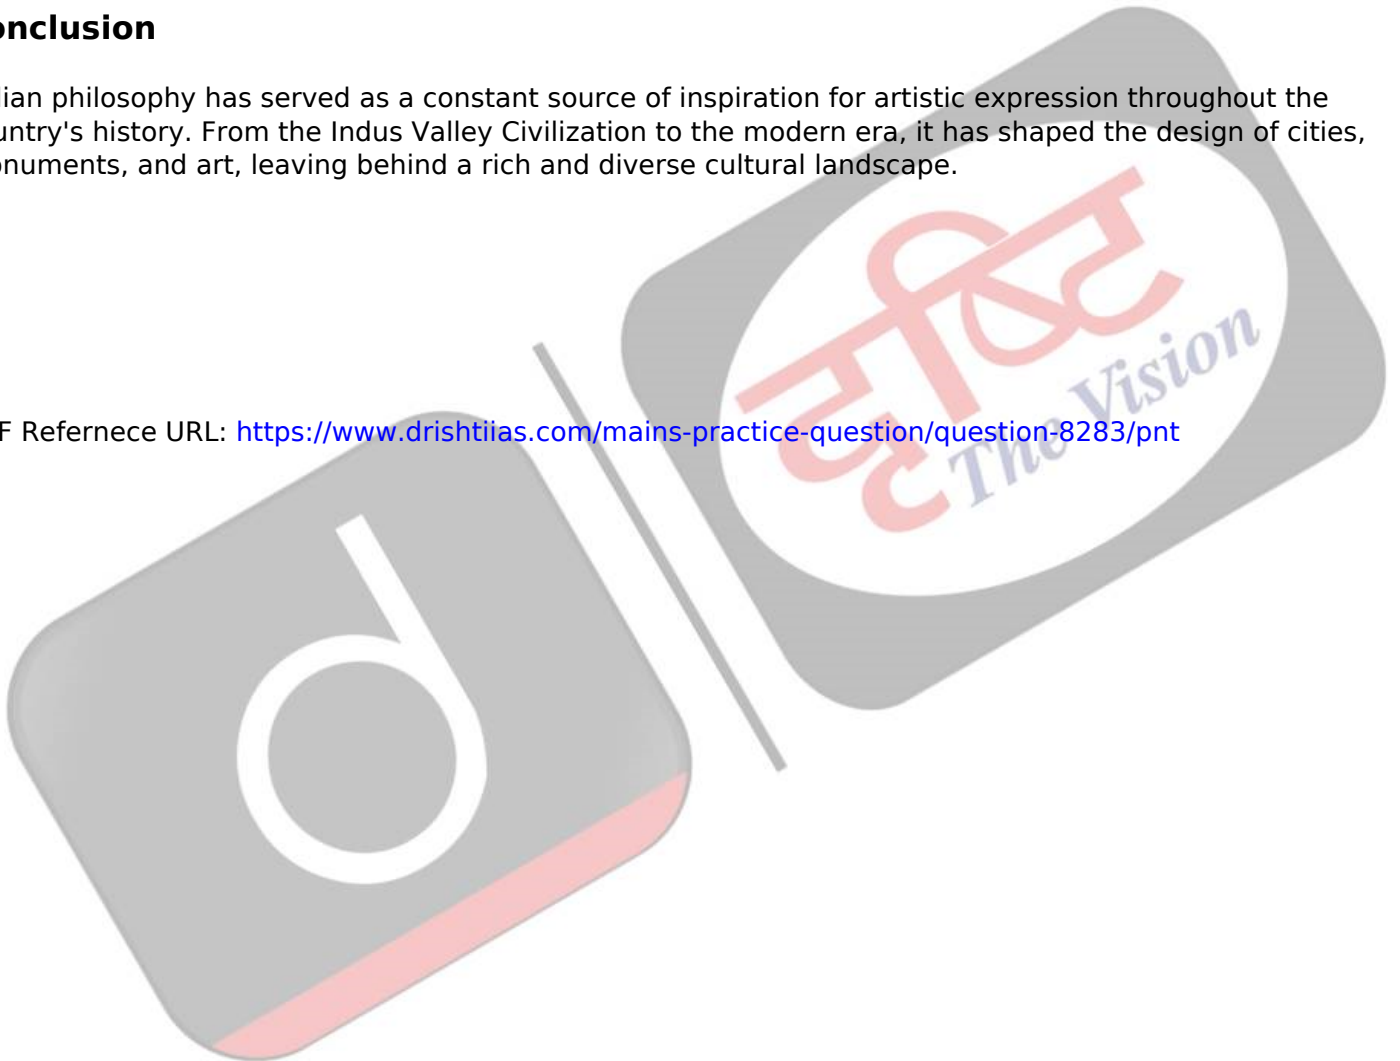 onclusion
lian philosophy has served as a constant source of inspiration for artistic expression throughout the
untry's history. From the Indus Valley Civilization to the modern era, it has shaped the design of cities,
onuments, and art, leaving behind a rich and diverse cultural landscape.
दृष्टि
The Vision
F Refernece URL: https://www.drishtiias.com/mains-practice-question/question-8283/pnt
d